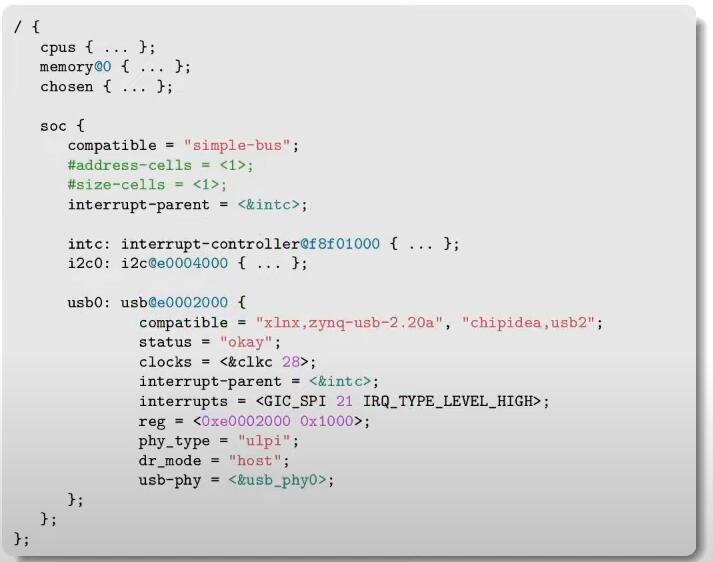 / {
cpus { ... };
memory@0 { ... };
chosen { ... };
soc {
compatible = "simple-bus";
#address-cells = <1>;
#size-cells = <1>;
interrupt-parent = <&intc>;
intc: interrupt-controller@f8f01000 { ... };
i2c0: i2c@e0004000 { ... };
usb0: usb@e0002000 {
compatible = "xlnx,zynq-usb-2.20a", "chipidea,usb2";
status = "okay";
clocks = <&clkc 28>;
interrupt-parent = <&intc>;
interrupts = <GIC_SPI 21 IRQ_TYPE_LEVEL_HIGH>;
reg = <0xe0002000 0x1000>;
phy_type = "ulpi";
dr_mode = "host";
usb-phy = <&usb_phy0>;
};
};
};